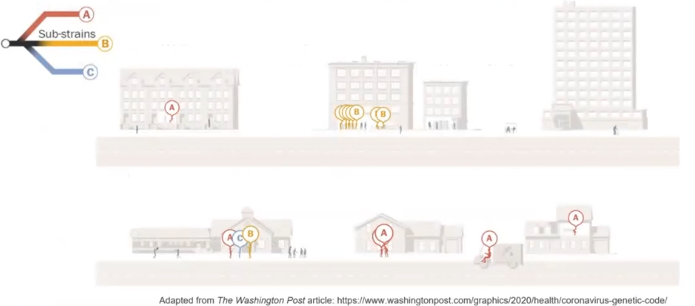 A
Sub-strains
B
C
A
B
B
A
C
B
A
A
A
Adapted from The Washington Post article: https://www.washingtonpost.com/graphics/2020/health/coronavirus-genetic-code/